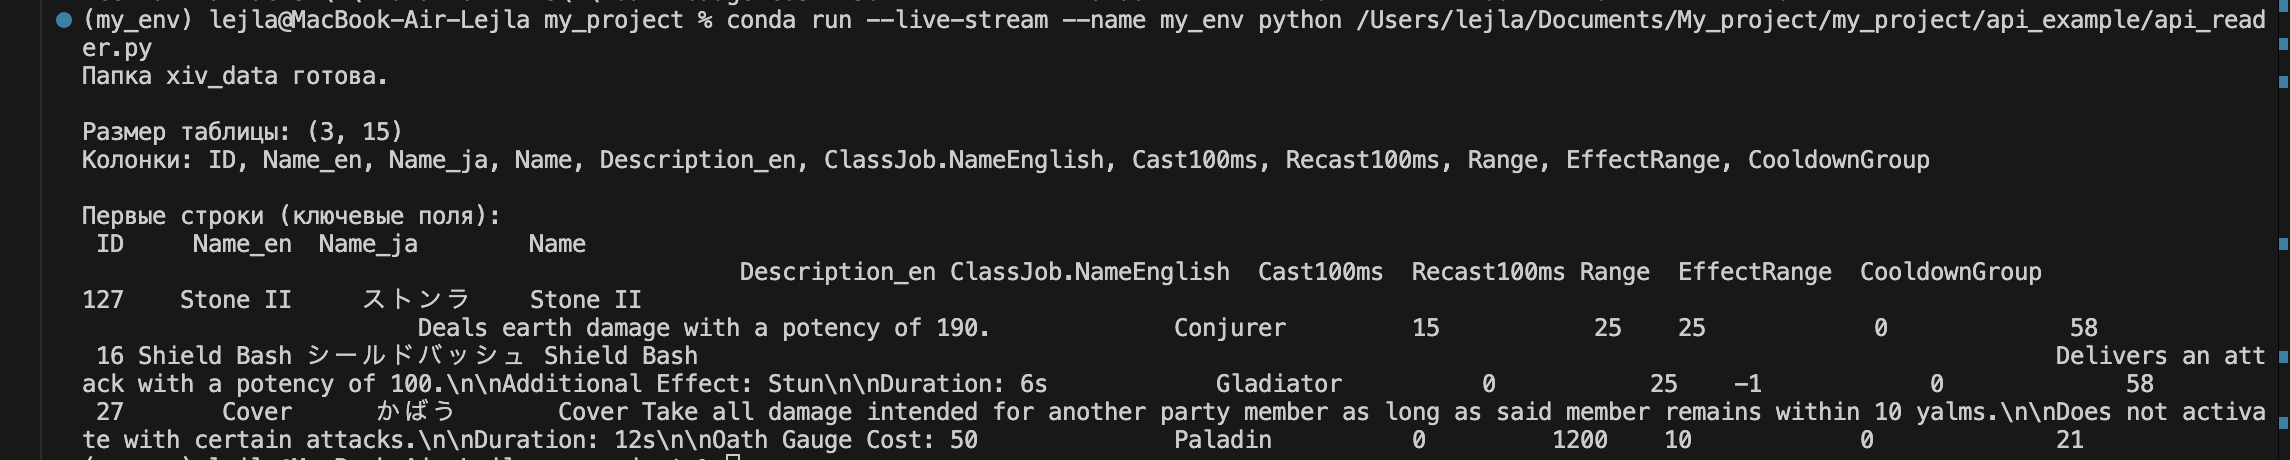 (my_env) lejla@MacBook-Air-Lejla my_project % conda run --live-stream --name my_env python /Users/lejla/Documents/My_project/my_project/api_example/api_read
er.py
Папка xiv_data готова.
Размер таблицы: (3, 15)
Колонки: ID, Name_en, Name_ja, Name, Description_en, ClassJob.NameEnglish, Cast100ms, Recast100ms, Range, EffectRange, CooldownGroup
Первые строки (ключевые поля):
ID Name_en Name_ja Name
Description_en ClassJob.NameEnglish Cast100ms Recast100ms Range EffectRange CooldownGroup
127 Stone II ストンラ Stone II
Deals earth damage with a potency of 190. Conjurer 15 25 25 0 58
16 Shield Bash シールドバッシュ Shield Bash Delivers an att
ack with a potency of 100.\n\nAdditional Effect: Stun\n\nDuration: 6s Gladiator 0 25 -1 0 58
27 Cover かばう Cover Take all damage intended for another party member as long as said member remains within 10 yalms.\n\nDoes not activa
te with certain attacks.\n\nDuration: 12s\n\nOath Gauge Cost: 50 Paladin 0 1200 10 0 21